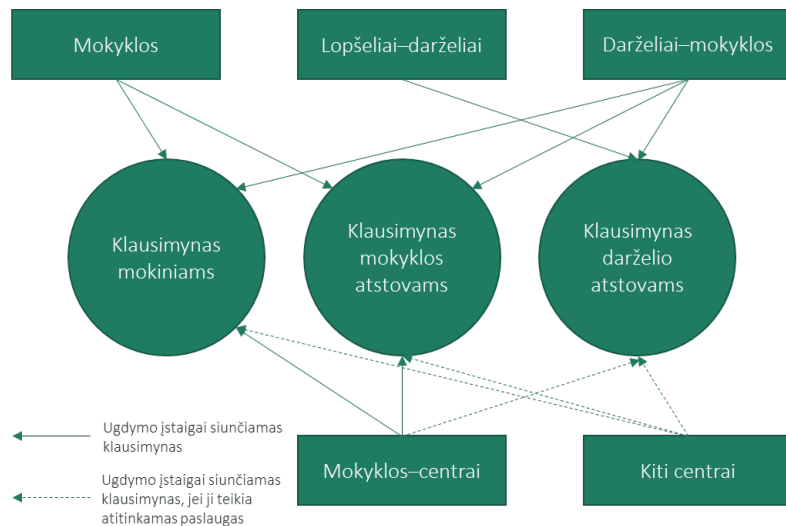 Mokyklos
Lopšeliai–darželiai
Darželiai–mokyklos
Klausimynas
mokiniams
Klausimynas
mokyklos
atstovams
Klausimynas
darželio
atstovams
Mokyklos–centrai
Kiti centrai
Ugdymo įstaigai siunčiamas
klausimynas
Ugdymo įstaigai siunčiamas
klausimynas, jei ji teikia
atitinkamas paslaugas